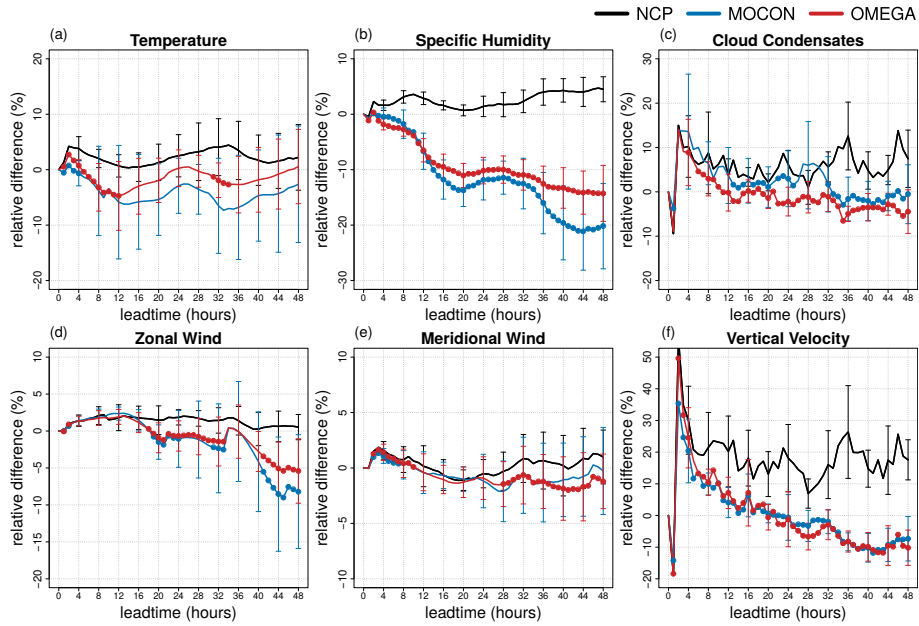 NCP MOCON OMEGA
(a) Temperature
(b) Specific Humidity
(c) Cloud Condensates
relative difference (%)
20
10
0
−10
−20
0 4 8 12 16 20 24 28 32 36 40 44 48
leadtime (hours)
relative difference (%)
10
0
−10
−20
−30
0 4 8 12 16 20 24 28 32 36 40 44 48
leadtime (hours)
relative difference (%)
30
20
10
0
−10
−20
0 4 8 12 16 20 24 28 32 36 40 44 48
leadtime (hours)
(d) Zonal Wind
(e) Meridional Wind
(f) Vertical Velocity
relative difference (%)
10
5
0
−5
−10
−15
−20
0 4 8 12 16 20 24 28 32 36 40 44 48
leadtime (hours)
relative difference (%)
10
5
0
−5
−10
0 4 8 12 16 20 24 28 32 36 40 44 48
leadtime (hours)
relative difference (%)
50
40
30
20
10
0
−10
−20
0 4 8 12 16 20 24 28 32 36 40 44 48
leadtime (hours)